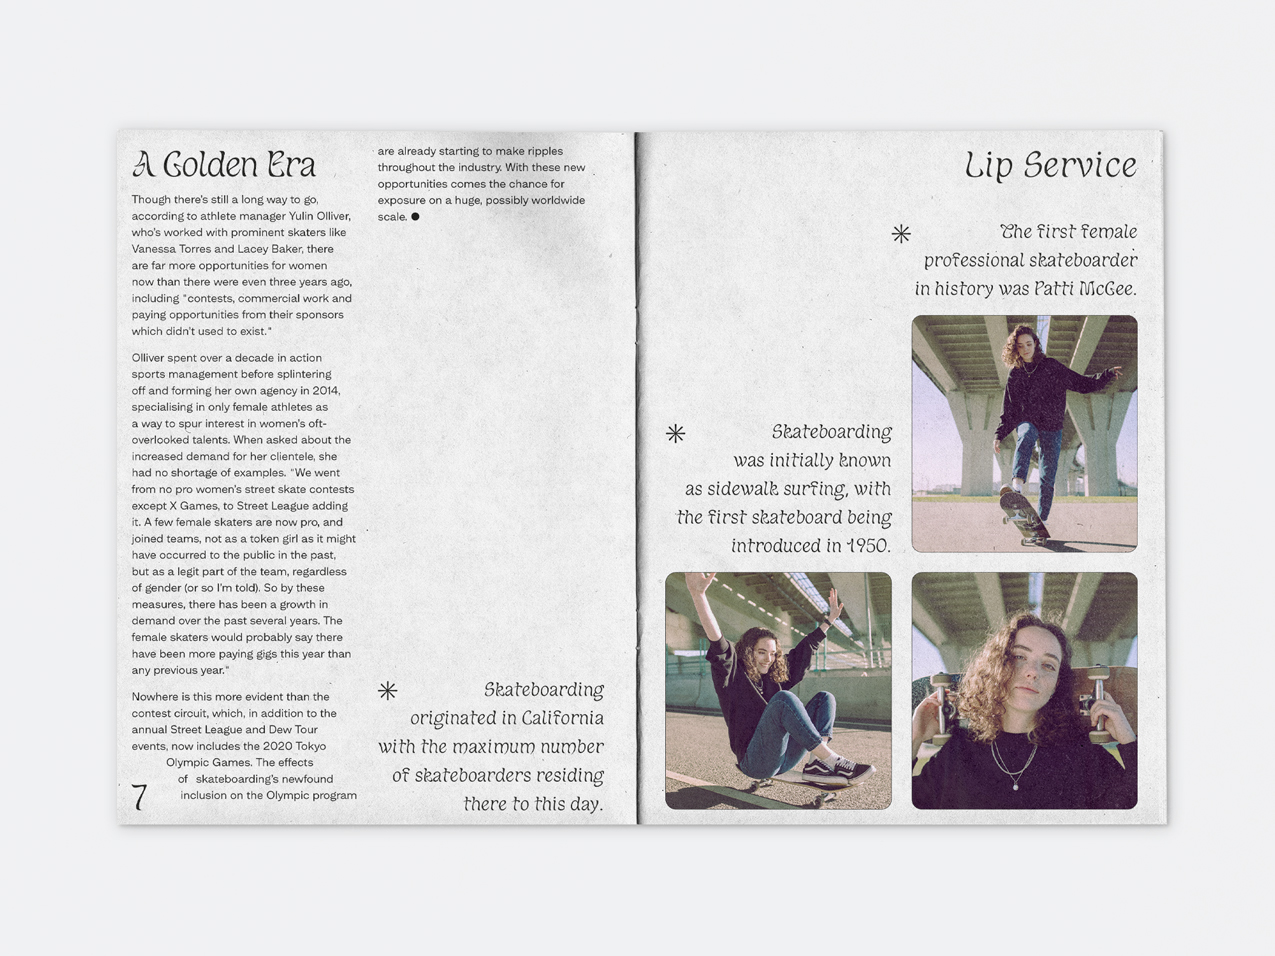 A Golden Era
Though there's still a long way to go,
according to athlete manager Yulin Olliver,
who's worked with prominent skaters like
Vanessa Torres and Lacey Baker, there
are far more opportunities for women
now than there were even three years ago,
including "contests, commercial work and
paying opportunities from their sponsors
which didn't used to exist."
Olliver spent over a decade in action
sports management before splintering
off and forming her own agency in 2014,
specialising in only female athletes as
a way to spur interest in women's oft-
overlooked talents. When asked about the
increased demand for her clientele, she
had no shortage of examples. "We went
from no pro women's street skate contests
except X Games, to Street League adding
it. A few female skaters are now pro, and
joined teams, not as a token girl as it might
have occurred to the public in the past,
but as a legit part of the team, regardless
of gender (or so I'm told). So by these
measures, there has been a growth in
demand over the past several years. The
female skaters would probably say there
have been more paying gigs this year than
any previous year."
Nowhere is this more evident than the
contest circuit, which, in addition to the
annual Street League and Dew Tour
events, now includes the 2020 Tokyo
Olympic Games. The effects
of skateboarding's newfound
inclusion on the Olympic program
7
are already starting to make ripples
throughout the industry. With these new
opportunities comes the chance for
exposure on a huge, possibly worldwide
scale. ●
Skateboarding
originated in California
with the maximum number
of skateboarders residing
there to this day.
Lip Service
The first female
professional skateboarder
in history was Patti McGee.
Skateboarding
was initially known
as sidewalk surfing, with
the first skateboard being
introduced in 1950.